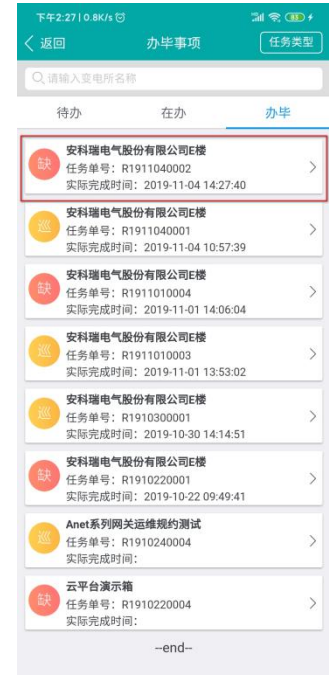 下午2:27 | 0.8K/s
83
返回
办毕事项
任务类型
请输入变电所名称
待办
在办
办毕
缺
安科瑞电气股份有限公司E楼
任务单号：R1911040002
实际完成时间：2019-11-04 14:27:40
巡
安科瑞电气股份有限公司E楼
任务单号：R1911040001
实际完成时间：2019-11-04 10:57:39
缺
安科瑞电气股份有限公司E楼
任务单号：R1911010004
实际完成时间：2019-11-01 14:06:04
巡
安科瑞电气股份有限公司E楼
任务单号：R1911010003
实际完成时间：2019-11-01 13:53:02
巡
安科瑞电气股份有限公司E楼
任务单号：R1910300001
实际完成时间：2019-10-30 14:14:51
缺
安科瑞电气股份有限公司E楼
任务单号：R1910220001
实际完成时间：2019-10-22 09:49:41
巡
Anet系列网关运维规约测试
任务单号：R1910240004
实际完成时间：
缺
云平台演示箱
任务单号：R1910220004
实际完成时间：
--end--